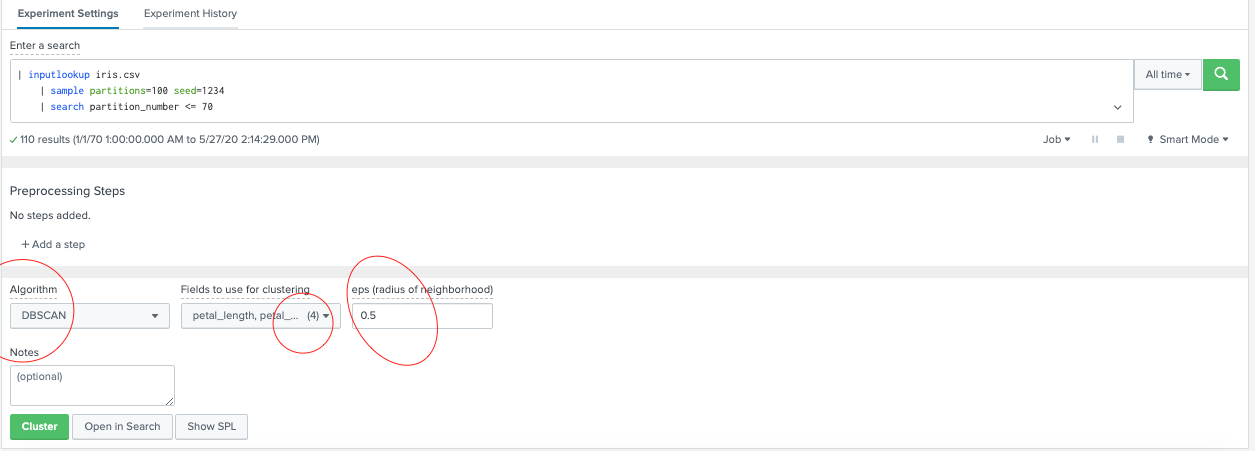 Experiment Settings Experiment History
Enter a search
| inputlookup iris.csv
| sample partitions=100 seed=1234
| search partition_number <= 70
All time
110 results (1/1/70 1:00:00.000 AM to 5/27/20 2:14:29.000 PM)
Job Smart Mode
Preprocessing Steps
No steps added.
+ Add a step
Algorithm Fields to use for clustering eps (radius of neighborhood)
DBSCAN petal_length, petal_... (4) 0.5
Notes
(optional)
Cluster Open in Search Show SPL